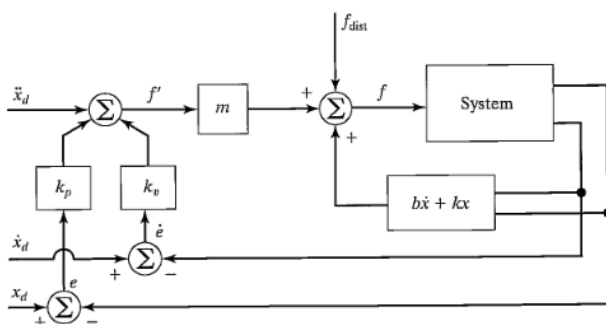 f_dist
ẍ_d
Σ
f′
m
+
Σ
+
f
System
k_p
k_v
bẋ + kx
ẋ_d
+
Σ
−
ė
x_d
e
+
Σ
−